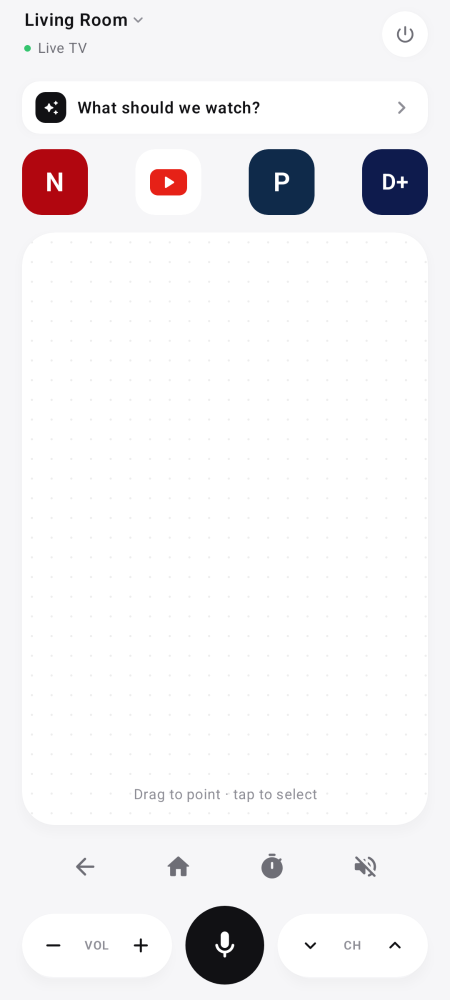 Living Room
Live TV
What should we watch?
N
P
D+
Drag to point · tap to select
VOL
CH